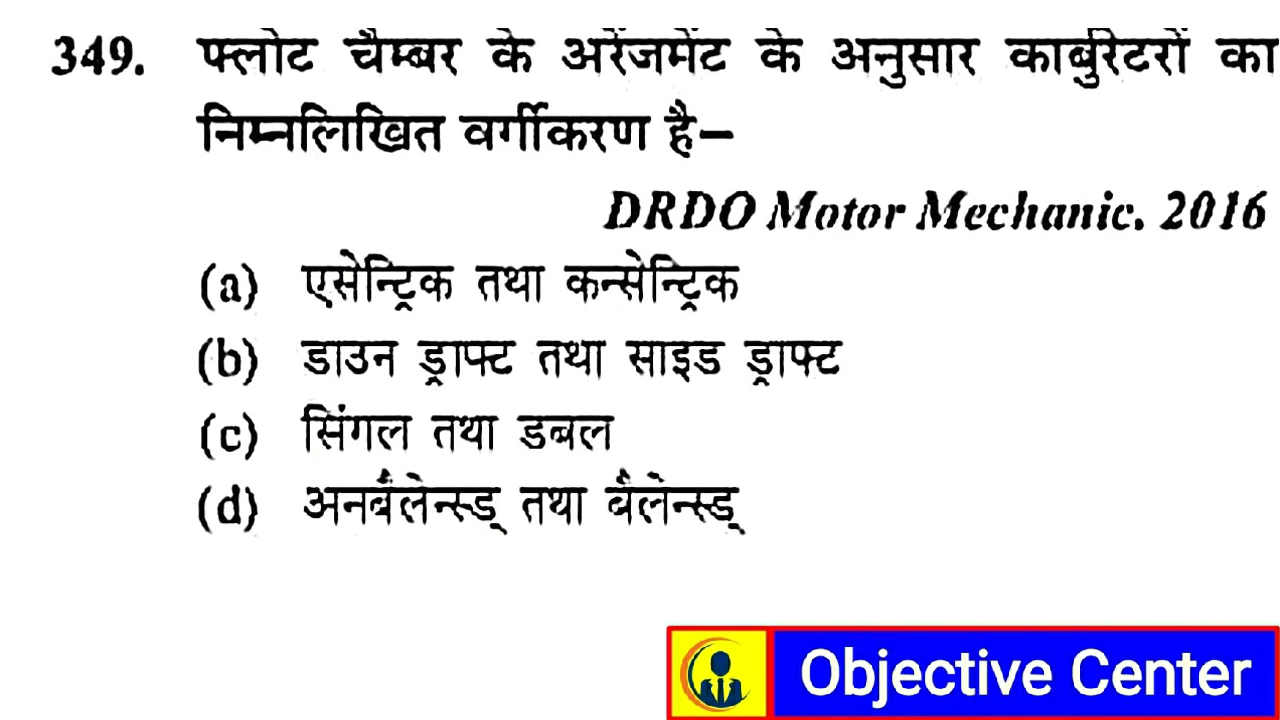 349. फ्लोट चैम्बर के अरेंजमेंट के अनुसार कार्बुरेटरों का
निम्नलिखित वर्गीकरण है–
DRDO Motor Mechanic. 2016
(a) एसेन्ट्रिक तथा कन्सेन्ट्रिक
(b) डाउन ड्राफ्ट तथा साइड ड्राफ्ट
(c) सिंगल तथा डबल
(d) अनबैलेन्स्ड् तथा बैलेन्स्ड्
Objective Center